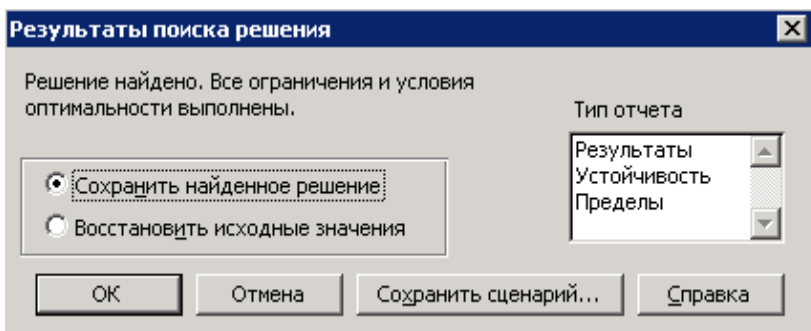 Результаты поиска решения
Решение найдено. Все ограничения и условия
оптимальности выполнены.
Тип отчета
Результаты
Устойчивость
Пределы
Сохранить найденное решение
Восстановить исходные значения
ОК
Отмена
Сохранить сценарий...
Справка